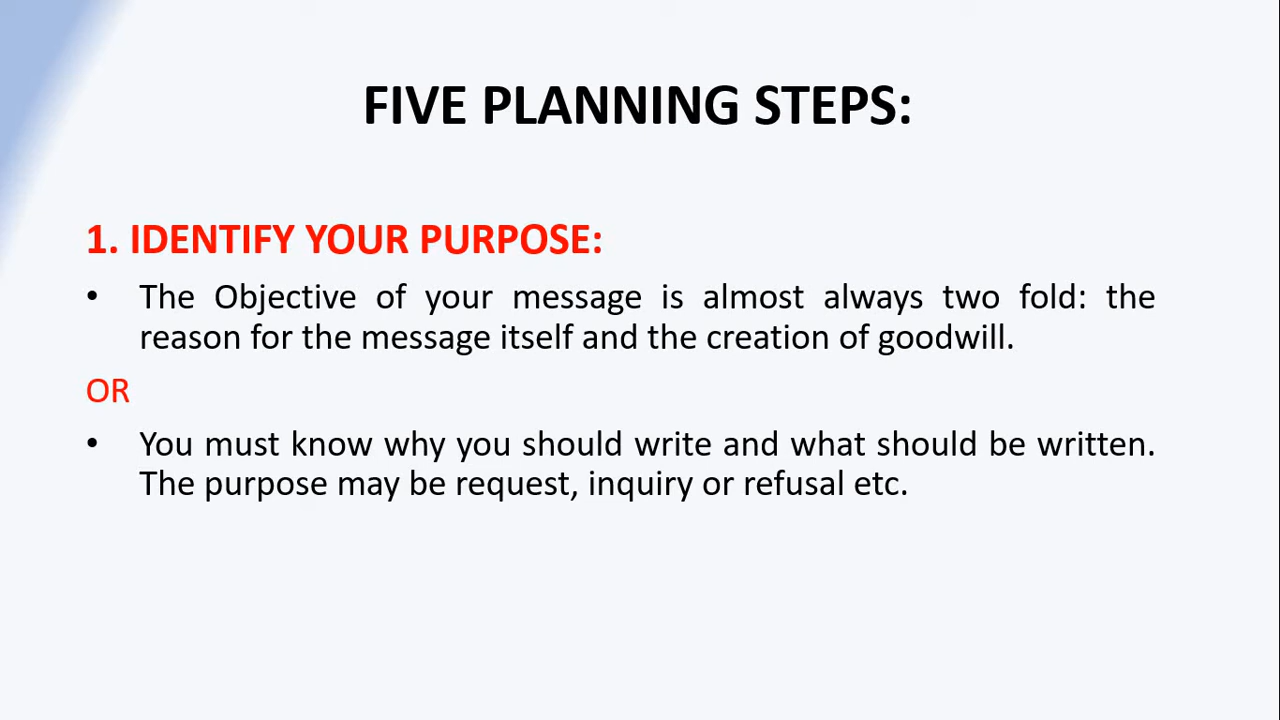 FIVE PLANNING STEPS:
1. IDENTIFY YOUR PURPOSE:
• The Objective of your message is almost always two fold: the
reason for the message itself and the creation of goodwill.
OR
• You must know why you should write and what should be written.
The purpose may be request, inquiry or refusal etc.